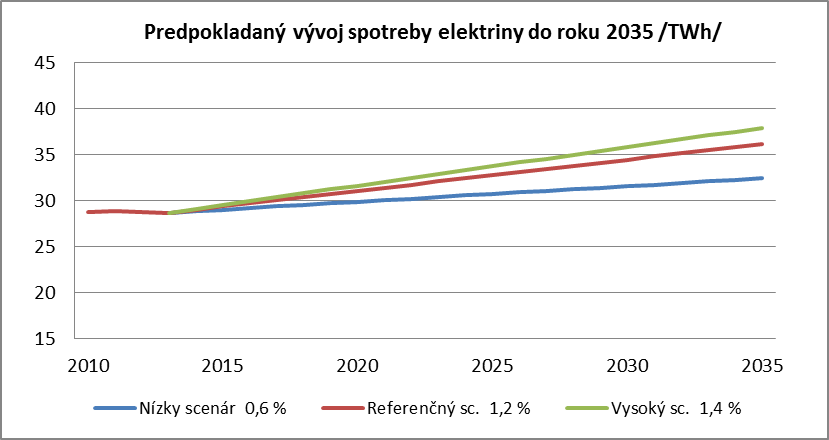 Predpokladaný vývoj spotreby elektriny do roku 2035 /TWh/
45
40
35
30
25
20
15
2010 2015 2020 2025 2030 2035
Nízky scenár 0,6 % Referenčný sc. 1,2 % Vysoký sc. 1,4 %